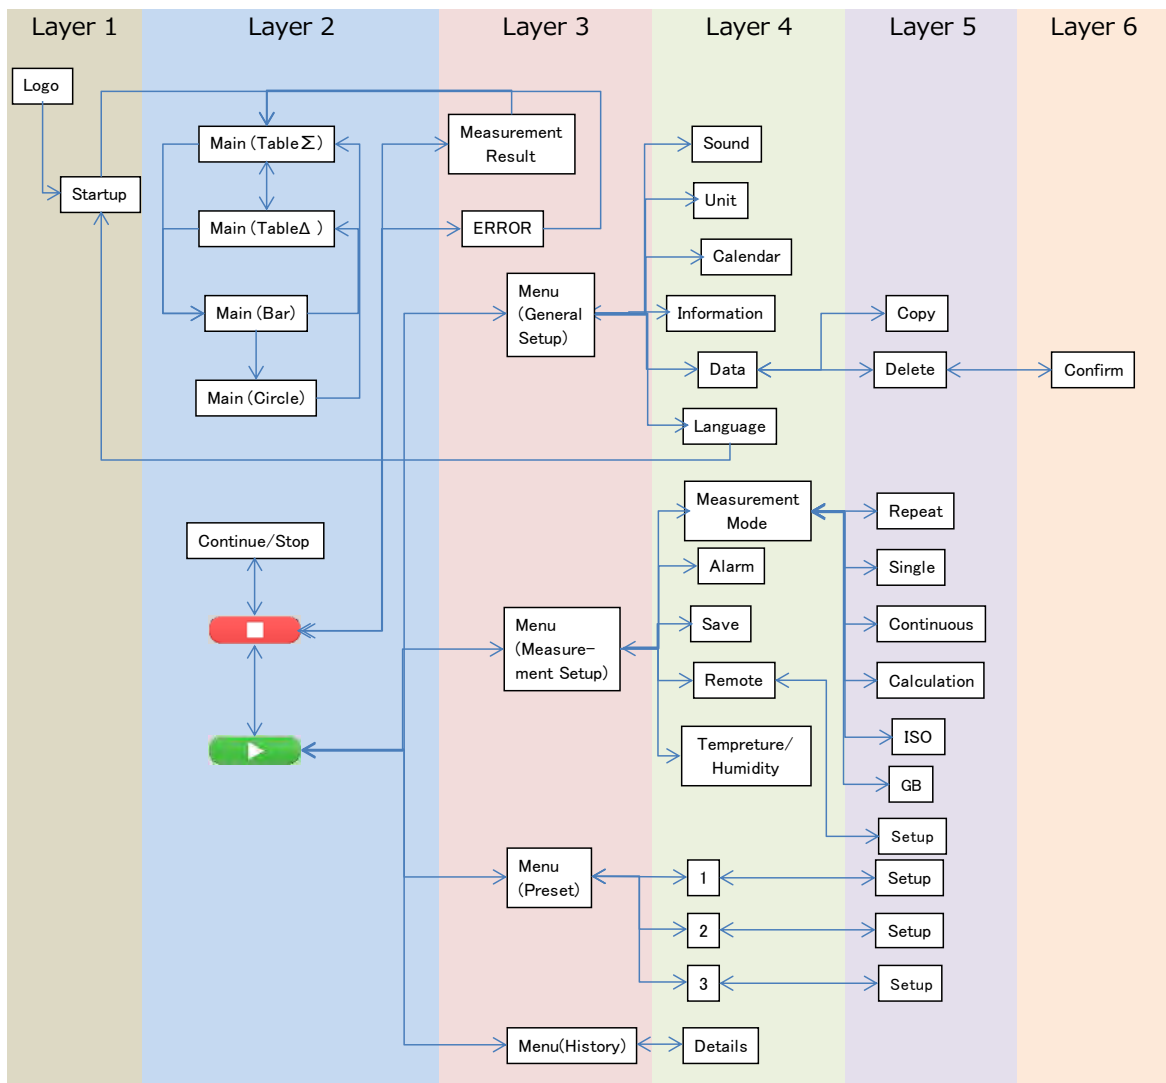 Layer 1
Layer 2
Layer 3
Layer 4
Layer 5
Layer 6
Logo
Startup
Main(TableΣ)
Main(TableΔ )
Main(Bar)
Main(Circle)
Continue/Stop
Measurement
Result
ERROR
Menu
(General
Setup)
Menu
(Measure-
ment Setup)
Menu
(Preset)
Menu(History)
Sound
Unit
Calendar
Information
Data
Language
Measurement
Mode
Alarm
Save
Remote
Tempreture/
Humidity
1
2
3
Details
Copy
Delete
Repeat
Single
Continuous
Calculation
ISO
GB
Setup
Setup
Setup
Setup
Confirm